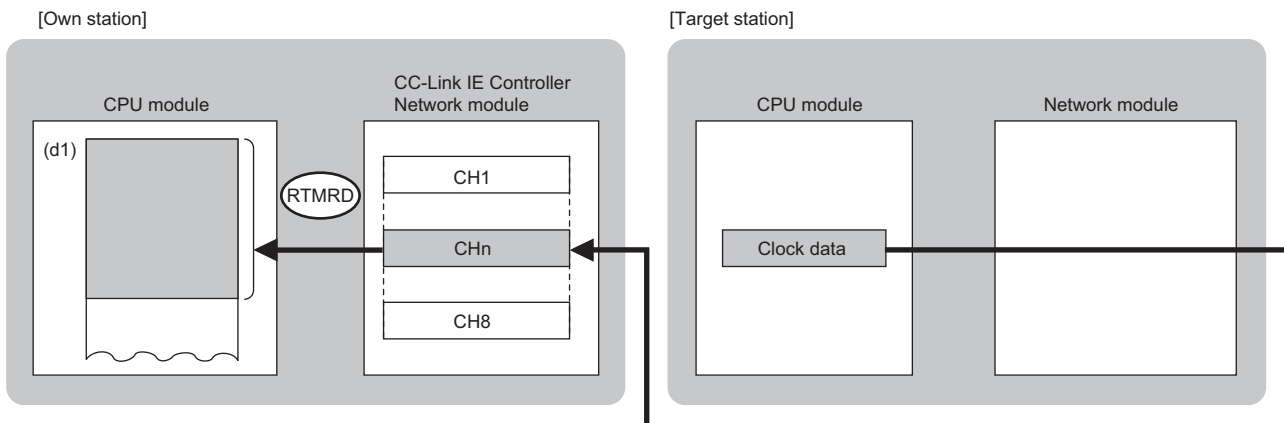 [Own station]
CPU module
(d1)
RTMRD
CC-Link IE Controller
Network module
CH1
CHn
CH8
[Target station]
CPU module
Clock data
Network module